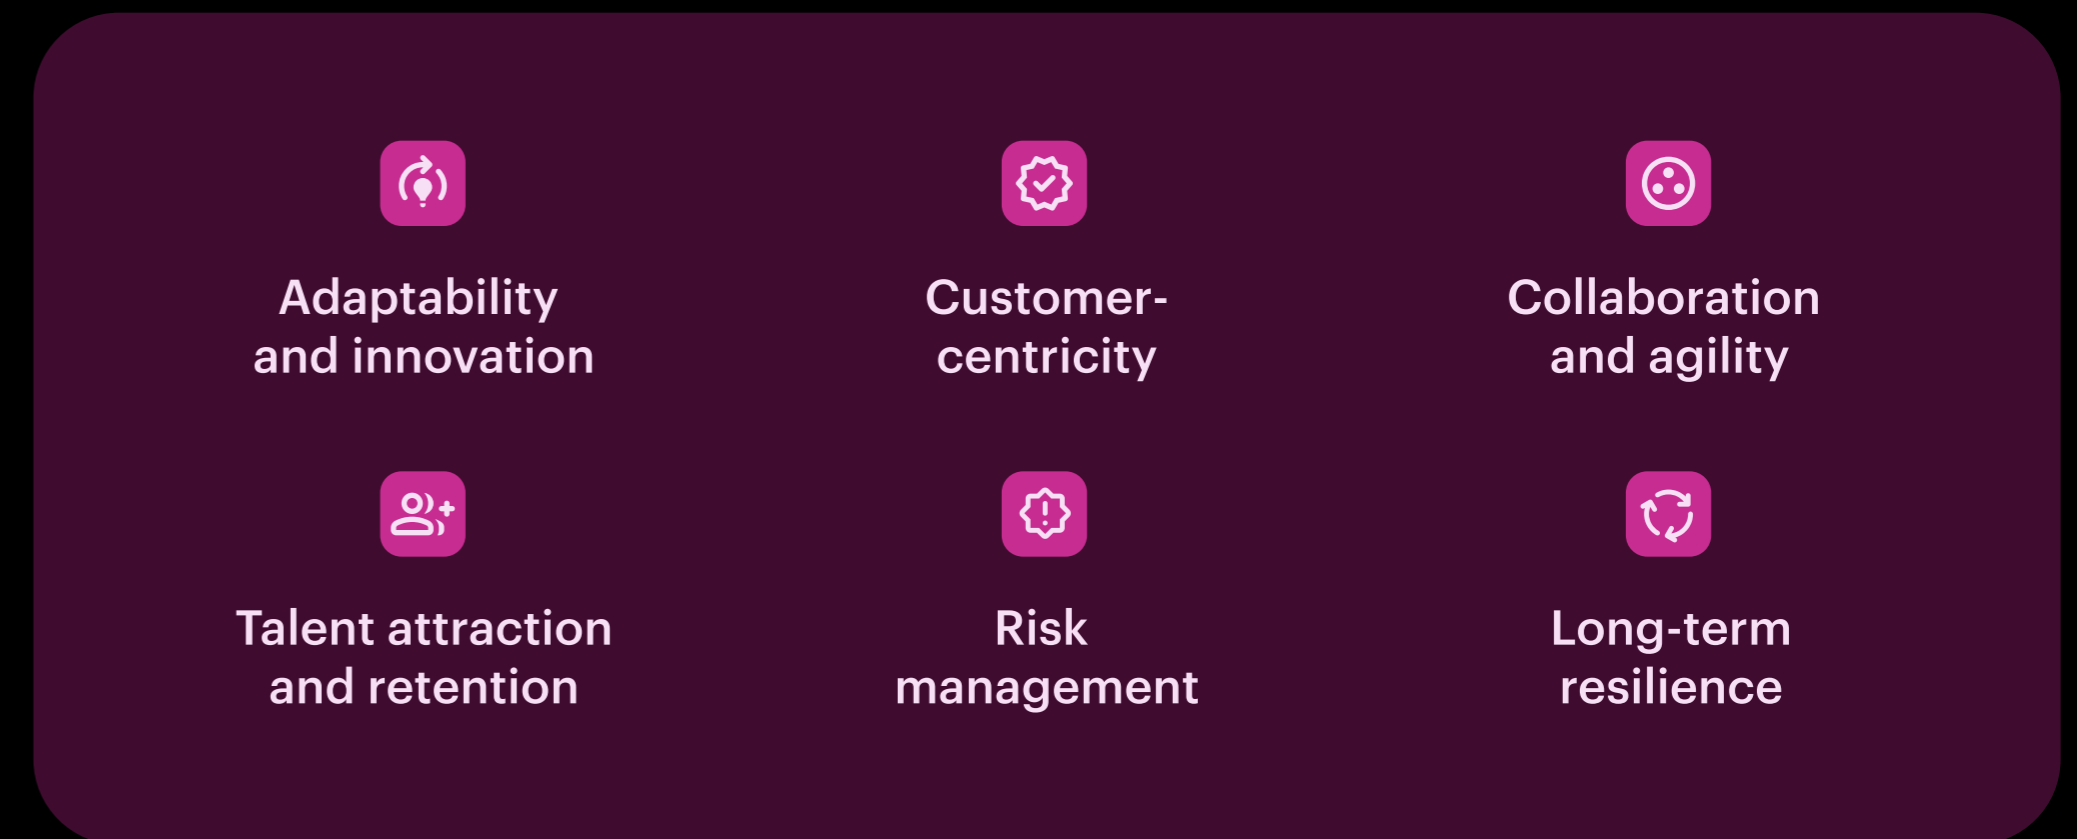 Adaptability
and innovation
Customer-
centricity
Collaboration
and agility
Talent attraction
and retention
Risk
management
Long-term
resilience